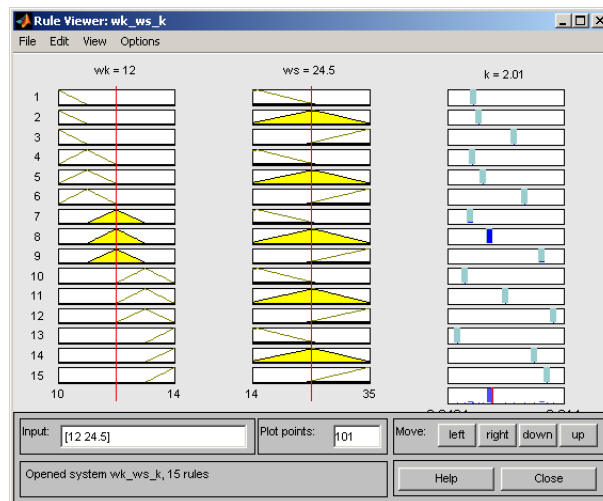 Rule Viewer: wk_ws_k
File Edit View Options
wk = 12 ws = 24.5 k = 2.01
1
2
3
4
5
6
7
8
9
10
11
12
13
14
15
10 14 14 35
Input: [12 24.5] Plot points: 101 Move: left right down up
Opened system wk_ws_k, 15 rules
Help Close